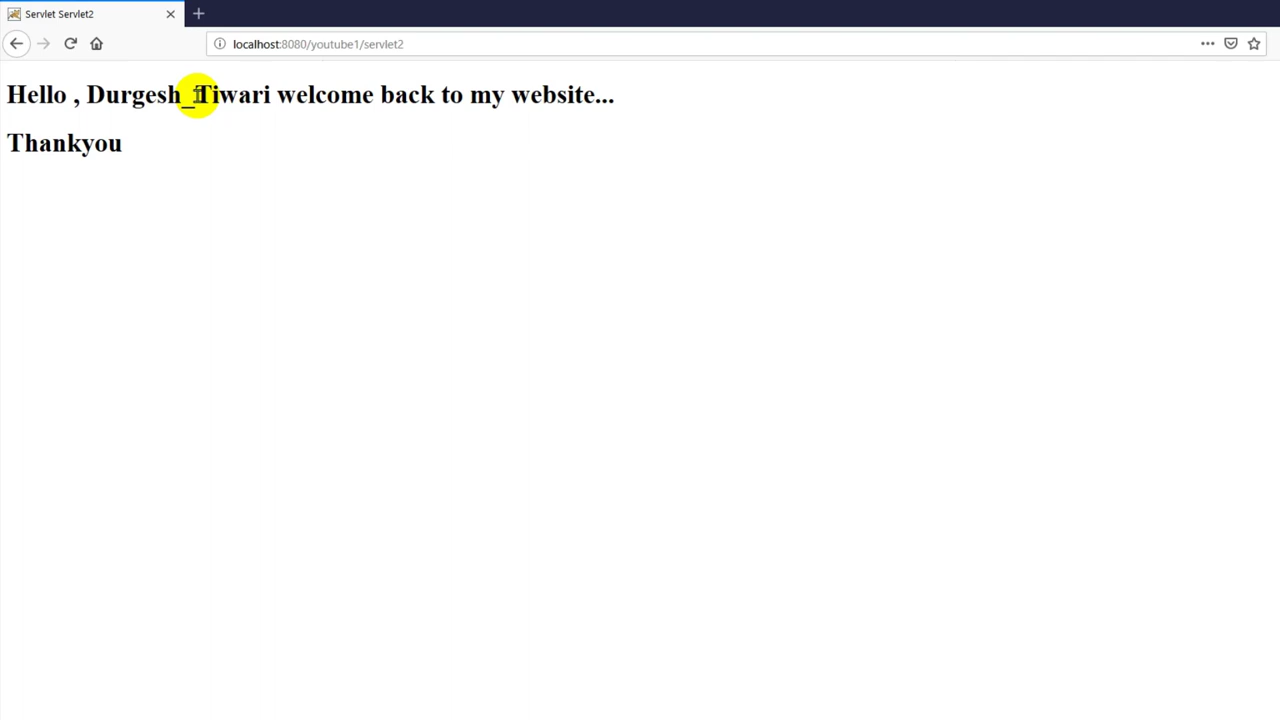 Servlet Servlet2
localhost:8080/youtube1/servlet2
Hello , Durgesh_Tiwari welcome back to my website...
Thankyou